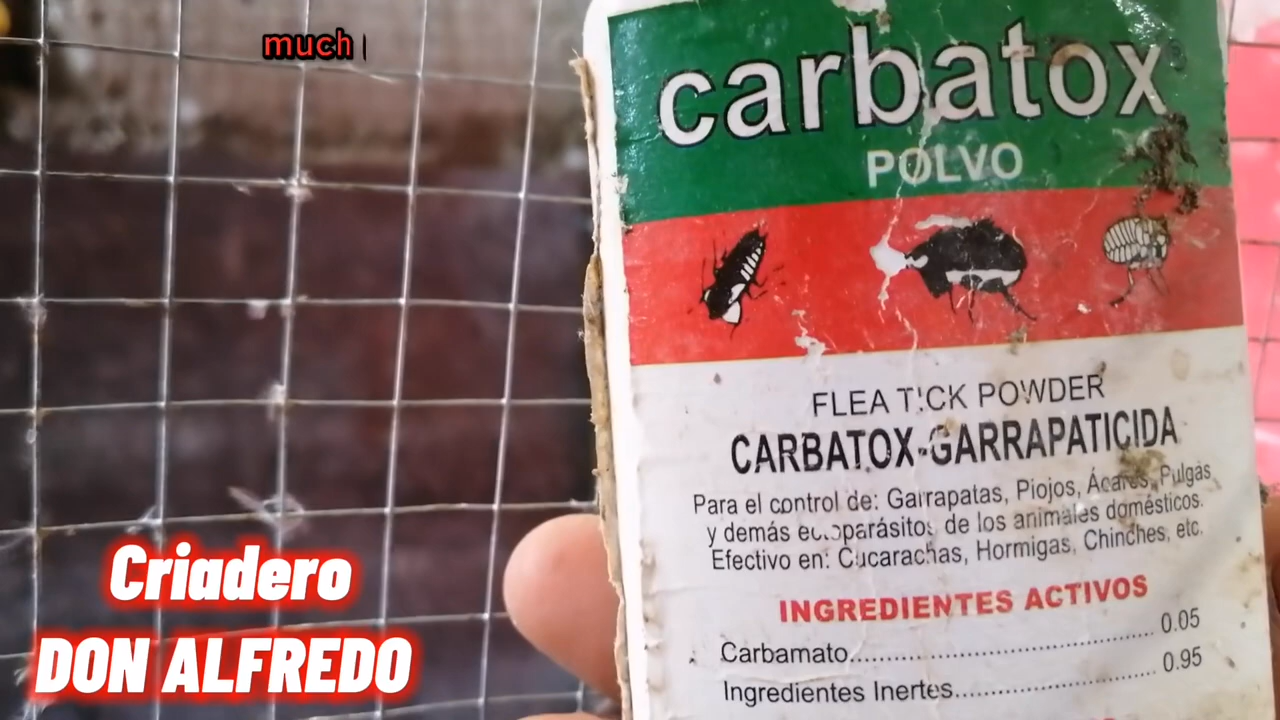 much
carbatox
POLVO
FLEA TICK POWDER
CARBATOX-GARRAPATICIDA
Para el control de: Garrapatas, Piojos, Ácares, Pulgas
y demás ectoparásitos de los animales domésticos.
Efectivo en: Cucarachas, Hormigas, Chinches, etc.
INGREDIENTES ACTIVOS
Carbamato.................................................. 0.05
Ingredientes Inertes................................... 0.95
Criadero
DON ALFREDO